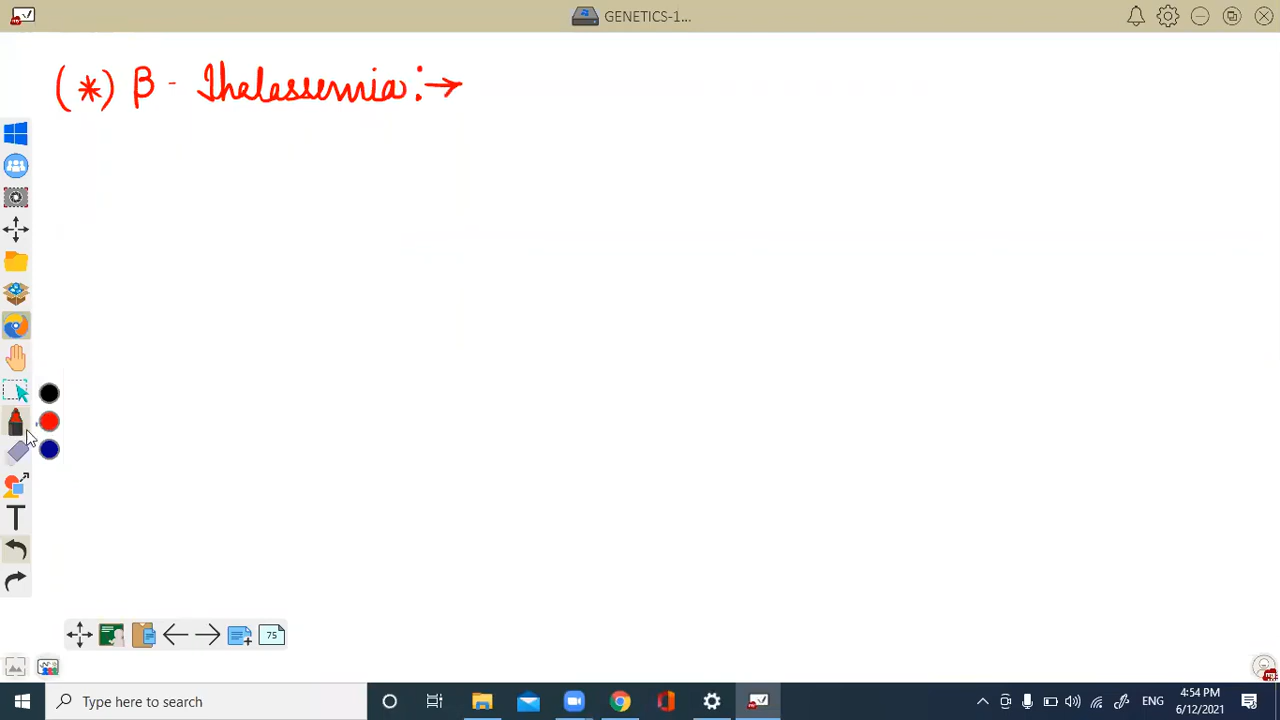 GENETICS-1...
(*) β - Thalassemia :→
T
75
Type here to search
ENG
4:54 PM
6/12/2021